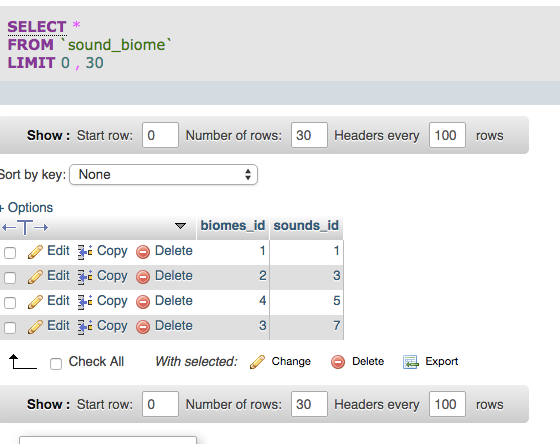 SELECT *
FROM `sound_biome`
LIMIT 0 , 30
Show : Start row: 0 Number of rows: 30 Headers every 100 rows
Sort by key: None
+ Options
←T→ biomes_id sounds_id
Edit Copy Delete 1 1
Edit Copy Delete 2 3
Edit Copy Delete 4 5
Edit Copy Delete 3 7
Check All With selected: Change Delete Export
Show : Start row: 0 Number of rows: 30 Headers every 100 rows